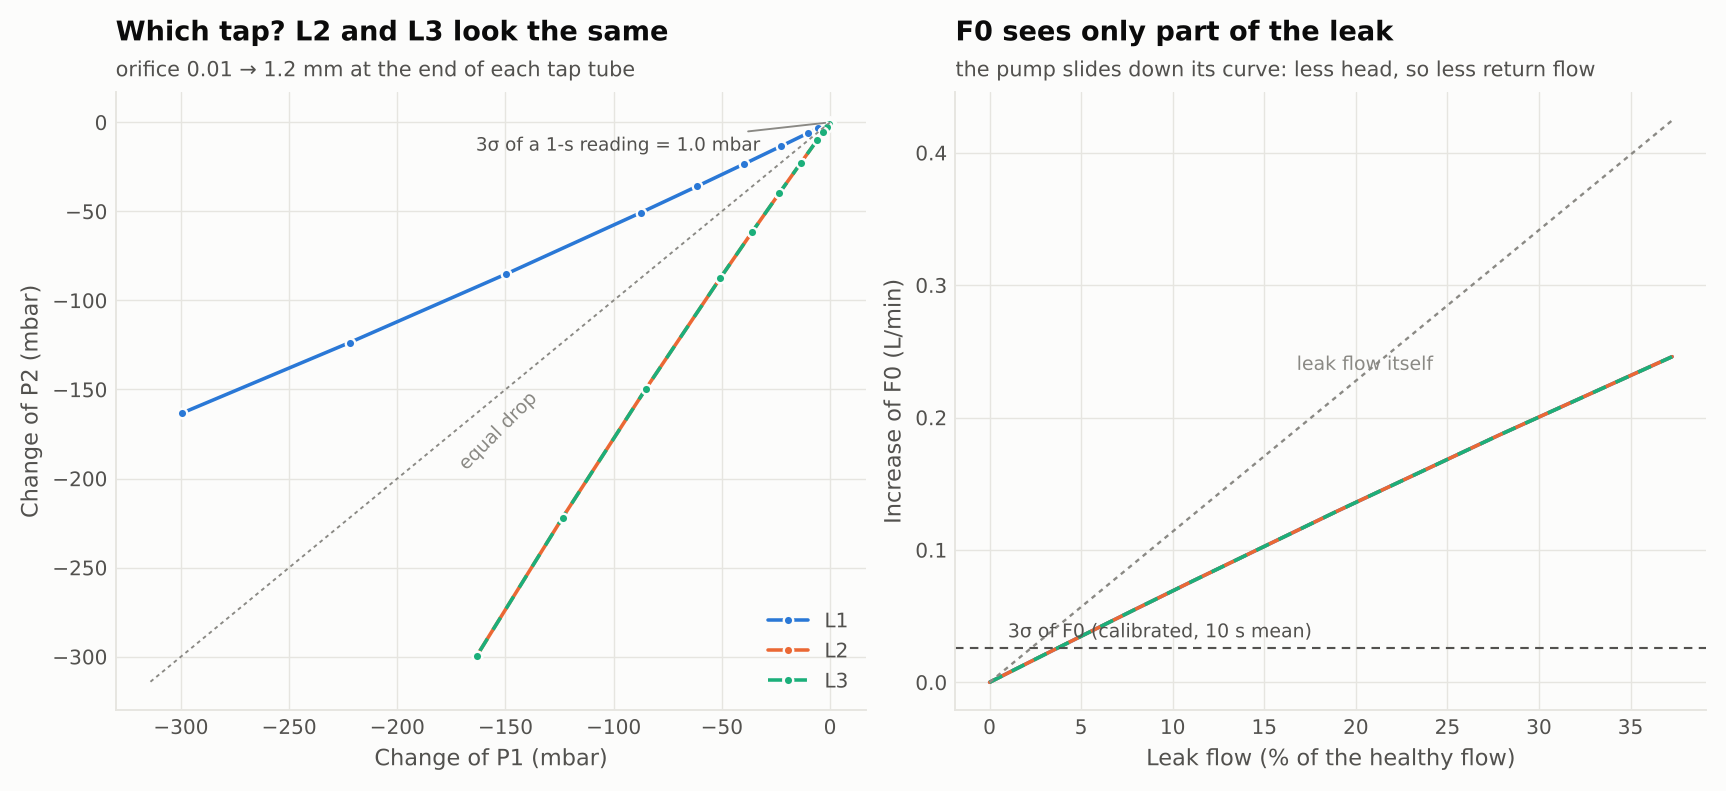 Which tap? L2 and L3 look the same
orifice 0.01 → 1.2 mm at the end of each tap tube
Change of P2 (mbar)
0
−50
−100
−150
−200
−250
−300
3σ of a 1-s reading = 1.0 mbar
equal drop
L1
L2
L3
−300
−250
−200
−150
−100
−50
0
Change of P1 (mbar)
F0 sees only part of the leak
the pump slides down its curve: less head, so less return flow
Increase of F0 (L/min)
0.4
0.3
0.2
0.1
0.0
leak flow itself
3σ of F0 (calibrated, 10 s mean)
0
5
10
15
20
25
30
35
Leak flow (% of the healthy flow)